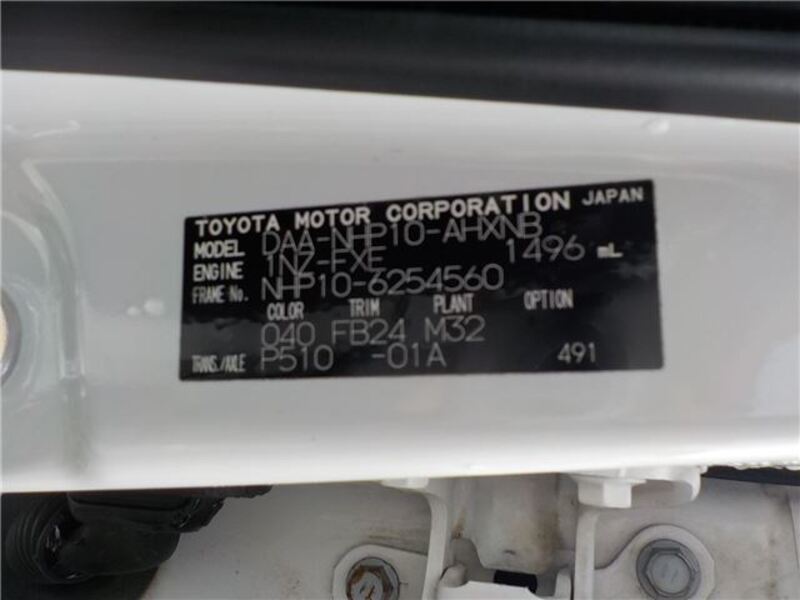 TOYOTA MOTOR CORPORATION JAPAN
MODEL DAA-NHP10-AHXNB
ENGINE 1NZ-FXE 1496 mL
FRAME No. NHP10-6254560
COLOR TRIM PLANT OPTION
040 FB24 M32
TRANS./AXLE P510 -01A 491